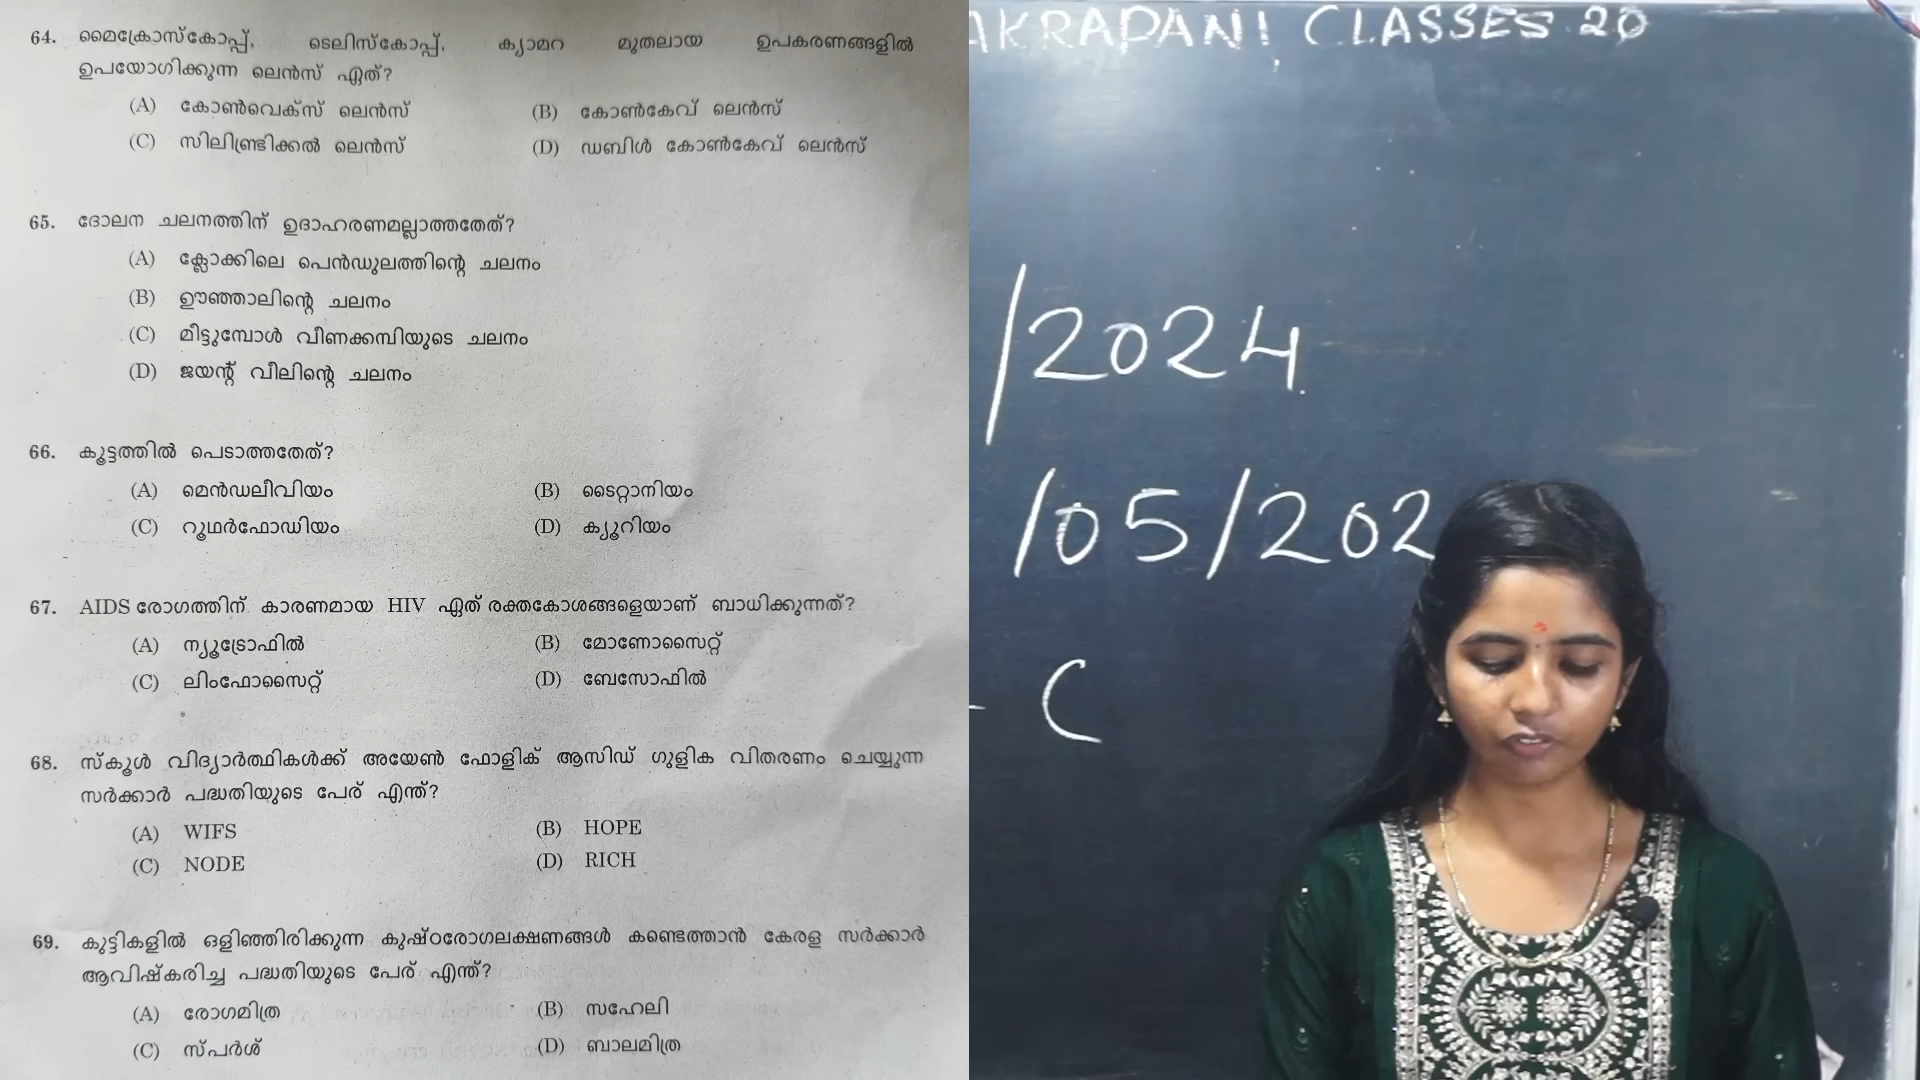 64. മൈക്രോസ്കോപ്പ്, ടെലിസ്കോപ്പ്, ക്യാമറ മുതലായ ഉപകരണങ്ങളിൽ
ഉപയോഗിക്കുന്ന ലെൻസ് ഏത്?
(A) കോൺവെക്സ് ലെൻസ് (B) കോൺകേവ് ലെൻസ്
(C) സിലിണ്ട്രിക്കൽ ലെൻസ് (D) ഡബിൾ കോൺകേവ് ലെൻസ്
65. ദോലന ചലനത്തിന് ഉദാഹരണമല്ലാത്തതേത്?
(A) ക്ലോക്കിലെ പെൻഡുലത്തിന്റെ ചലനം
(B) ഊഞ്ഞാലിന്റെ ചലനം
(C) മീട്ടുമ്പോൾ വീണക്കമ്പിയുടെ ചലനം
(D) ജയന്റ് വീലിന്റെ ചലനം
66. കൂട്ടത്തിൽ പെടാത്തതേത്?
(A) മെൻഡലീവിയം (B) ടൈറ്റാനിയം
(C) റൂഥർഫോഡിയം (D) ക്യൂറിയം
67. AIDS രോഗത്തിന് കാരണമായ HIV ഏത് രക്തകോശങ്ങളെയാണ് ബാധിക്കുന്നത്?
(A) ന്യൂട്രോഫിൽ (B) മോണോസൈറ്റ്
(C) ലിംഫോസൈറ്റ് (D) ബേസോഫിൽ
68. സ്കൂൾ വിദ്യാർത്ഥികൾക്ക് അയേൺ ഫോളിക് ആസിഡ് ഗുളിക വിതരണം ചെയ്യുന്ന
സർക്കാർ പദ്ധതിയുടെ പേര് എന്ത്?
(A) WIFS (B) HOPE
(C) NODE (D) RICH
69. കുട്ടികളിൽ ഒളിഞ്ഞിരിക്കുന്ന കുഷ്ഠരോഗലക്ഷണങ്ങൾ കണ്ടെത്താൻ കേരള സർക്കാർ
ആവിഷ്കരിച്ച പദ്ധതിയുടെ പേര് എന്ത്?
(A) രോഗമിത്ര (B) സഹേലി
(C) സ്പർശ് (D) ബാലമിത്ര
AKRAPANI CLASSES 20
/2024
/05/202
- C